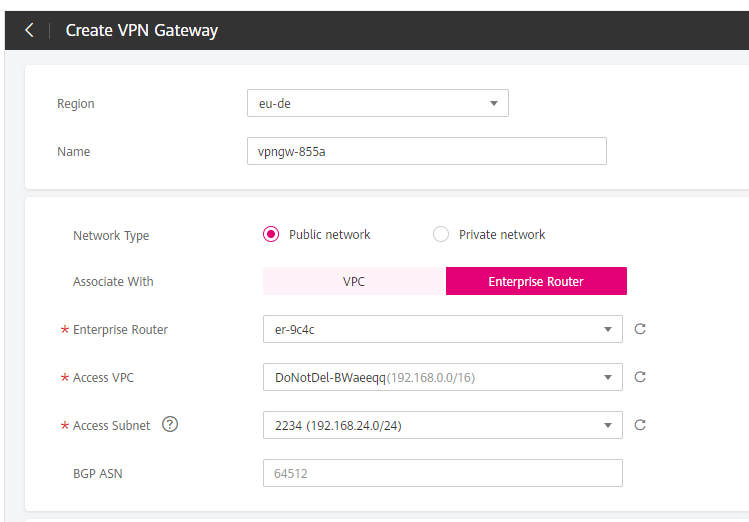 Create VPN Gateway
Region eu-de
Name vpngw-855a
Network Type Public network Private network
Associate With VPC Enterprise Router
* Enterprise Router er-9c4c
* Access VPC DoNotDel-BWaeeqq(192.168.0.0/16)
* Access Subnet ? 2234 (192.168.24.0/24)
BGP ASN 64512